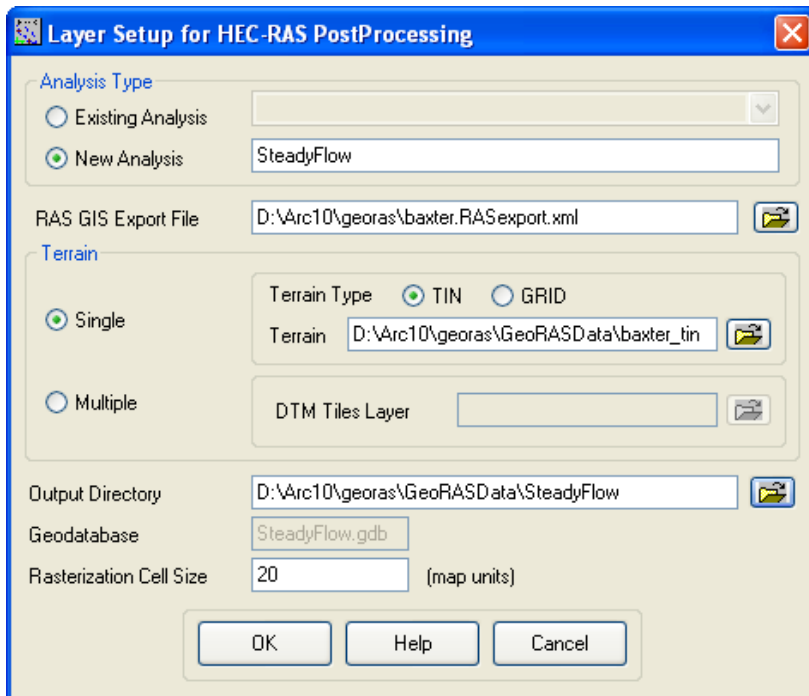 Layer Setup for HEC-RAS PostProcessing
Analysis Type
Existing Analysis
New Analysis SteadyFlow
RAS GIS Export File D:\Arc10\georas\baxter.RASexport.xml
Terrain
Single
Terrain Type TIN GRID
Terrain D:\Arc10\georas\GeoRASData\baxter_tin
Multiple
DTM Tiles Layer
Output Directory D:\Arc10\georas\GeoRASData\SteadyFlow
Geodatabase SteadyFlow.gdb
Rasterization Cell Size 20 (map units)
OK Help Cancel